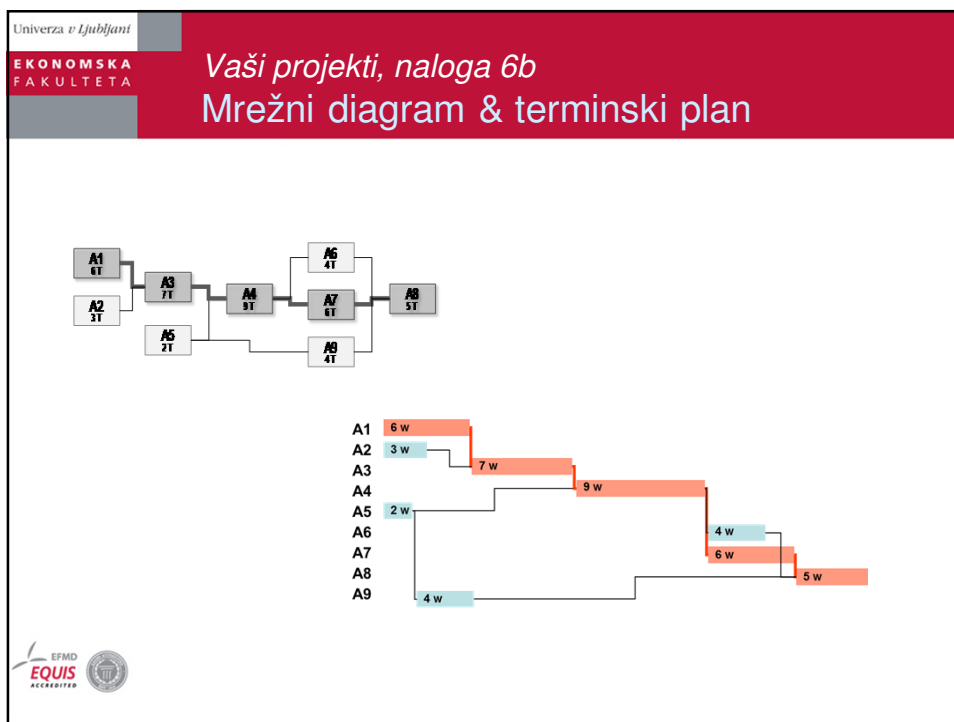 Univerza v Ljubljani
EKONOMSKA
FAKULTETA
Vaši projekti, naloga 6b
Mrežni diagram & terminski plan
A1
6T
A2
3T
A3
7T
A5
2T
A4
9T
A6
4T
A7
6T
A9
4T
A8
5T
A1 6 w
A2 3 w
A3 7 w
A4 9 w
A5 2 w
A6 4 w
A7 6 w
A8 5 w
A9 4 w
EFMD
EQUIS
ACCREDITED